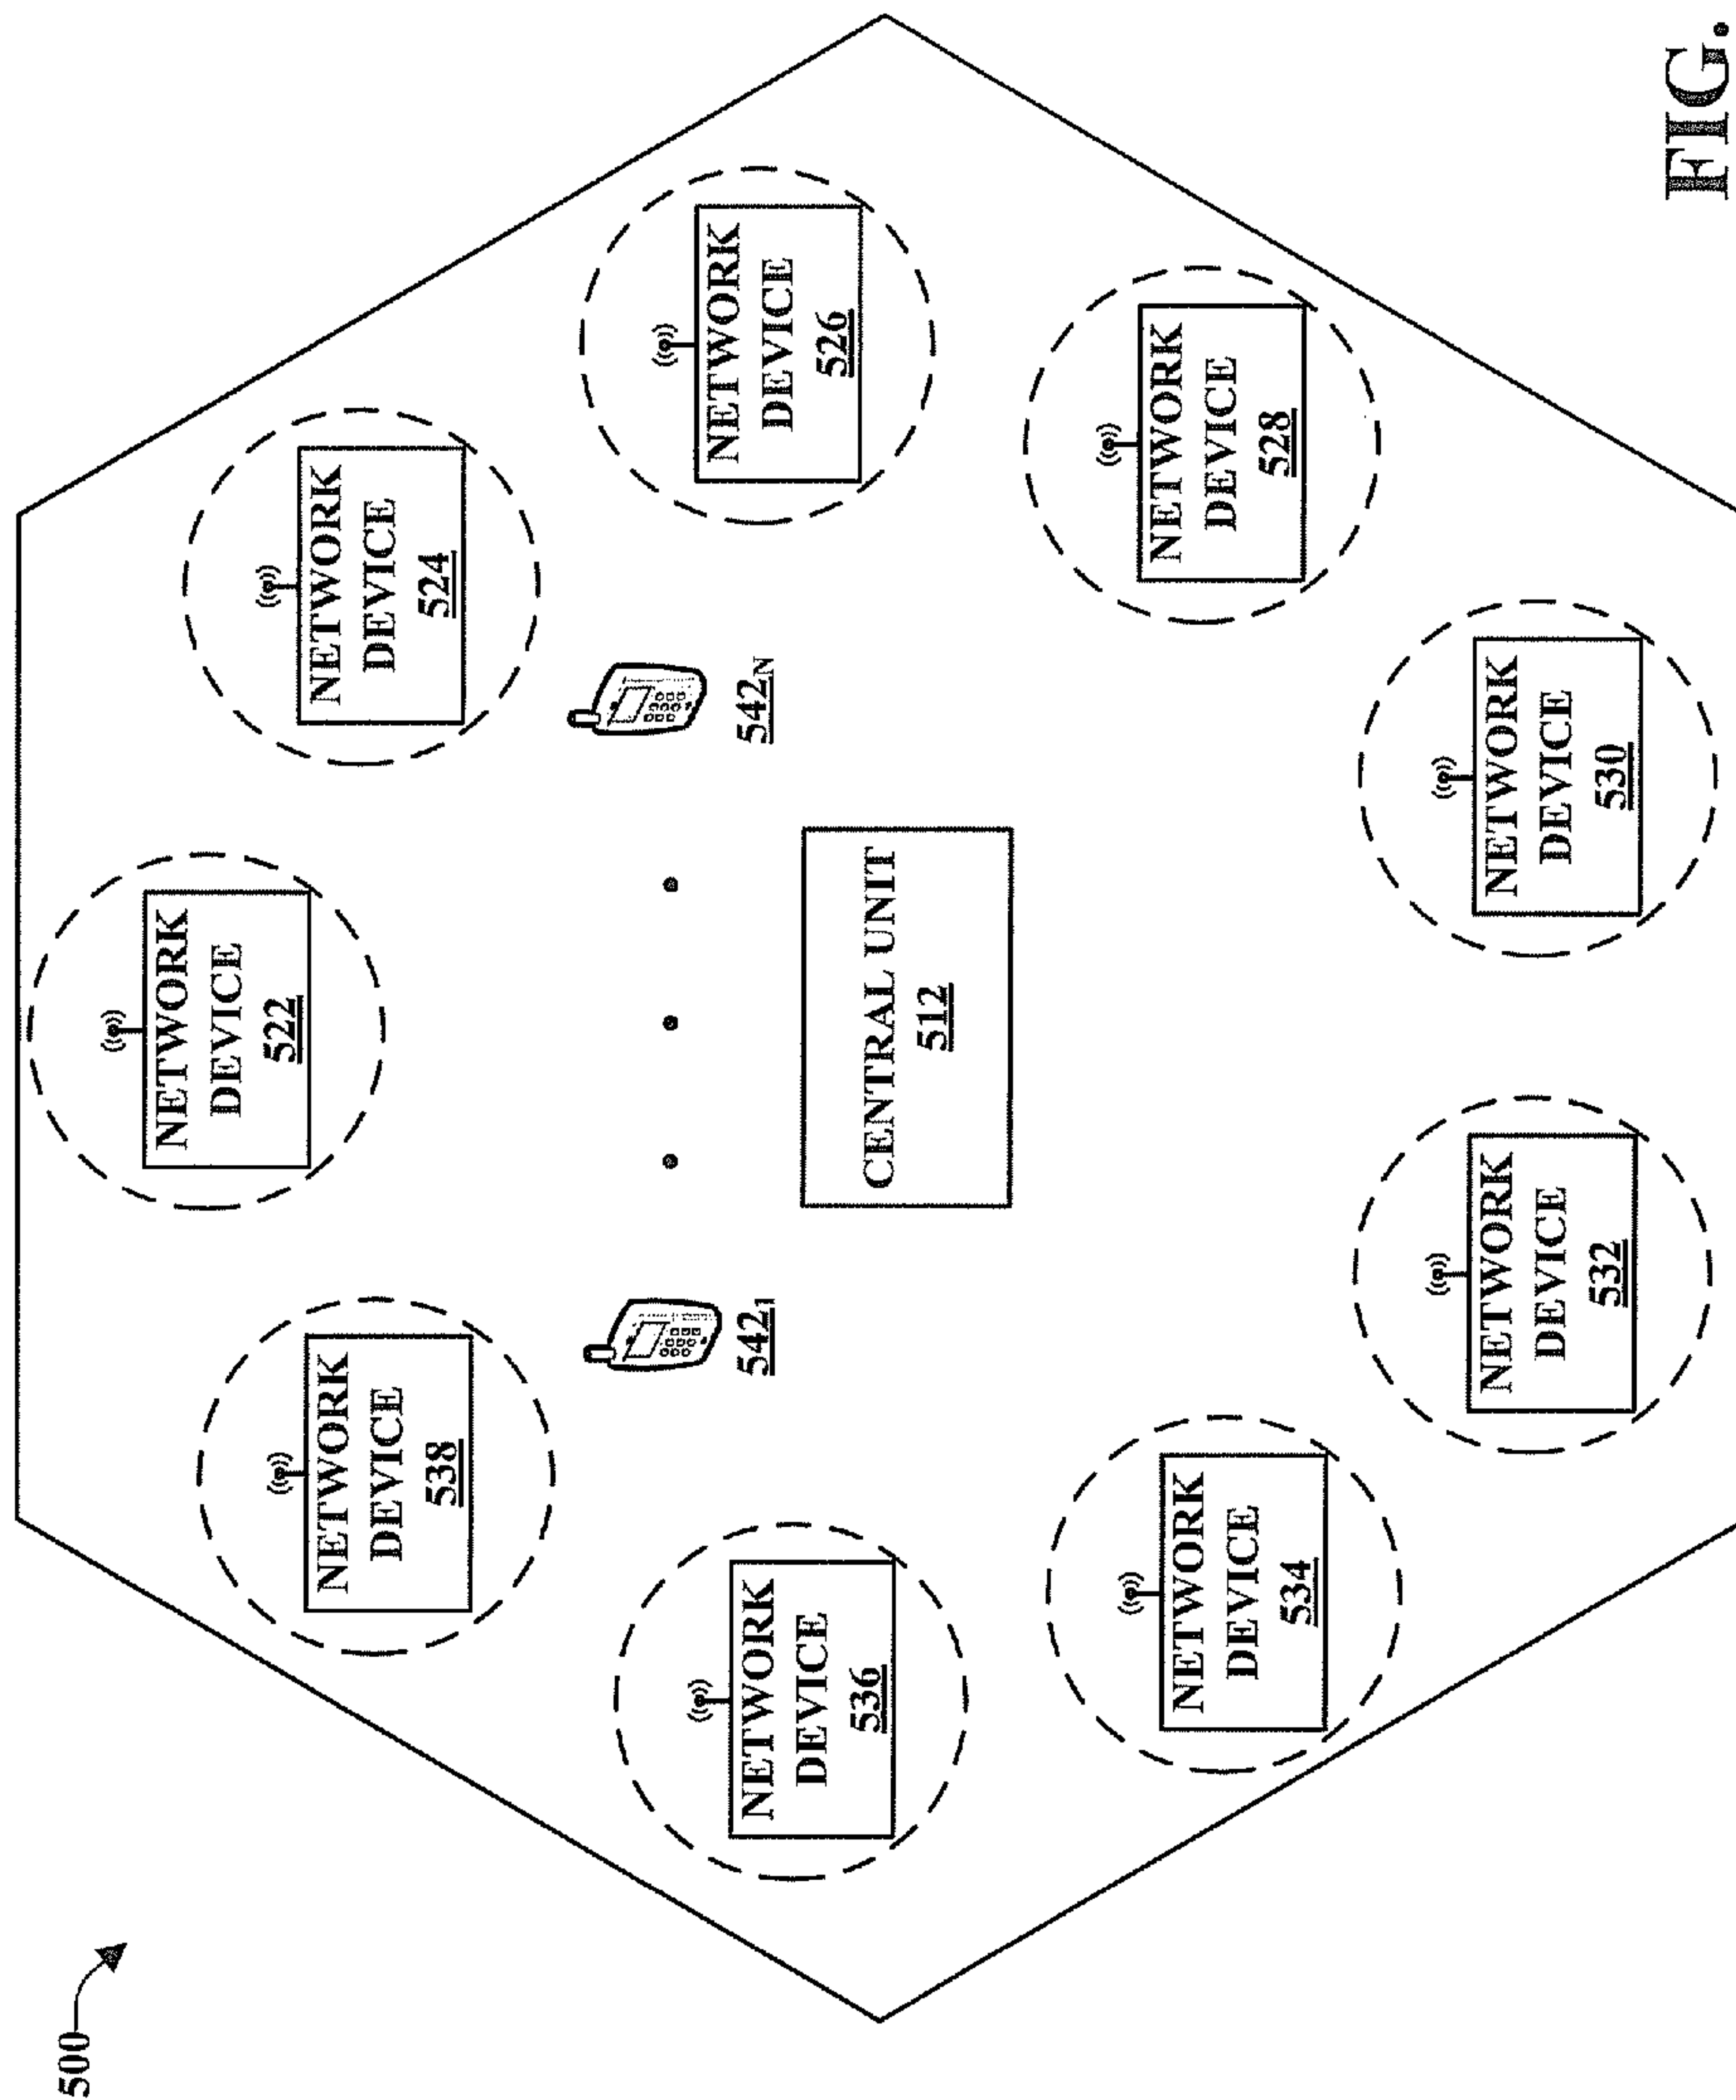 500
NETWORK
DEVICE
522
NETWORK
DEVICE
538
NETWORK
DEVICE
524
542₁
542N
NETWORK
DEVICE
536
NETWORK
DEVICE
526
CENTRAL UNIT
512
NETWORK
DEVICE
534
NETWORK
DEVICE
528
NETWORK
DEVICE
532
NETWORK
DEVICE
530
FIG.